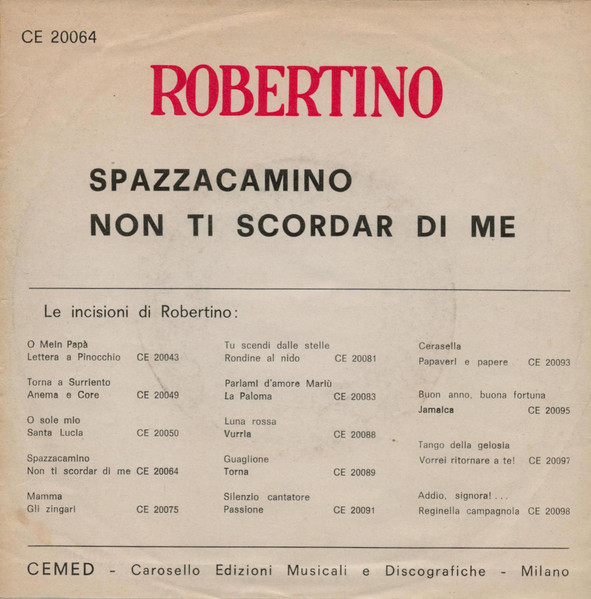 CE 20064
ROBERTINO
SPAZZACAMINO
NON TI SCORDAR DI ME
Le incisioni di Robertino:
O Mein Papà
Lettera a Pinocchio CE 20043
Torna a Surriento
Anema e Core CE 20049
O sole mio
Santa Lucia CE 20050
Spazzacamino
Non ti scordar di me CE 20064
Mamma
Gli zingari CE 20075
Tu scendi dalle stelle
Rondine al nido CE 20081
Parlami d'amore Mariù
La Paloma CE 20083
Luna rossa
Vurria CE 20088
Guaglione
Torna CE 20089
Silenzio cantatore
Passione CE 20091
Cerasella
Papaveri e papere CE 20093
Buon anno, buona fortuna
Jamaica CE 20095
Tango della gelosia
Vorrei ritornare a te! CE 20097
Addio, signora!...
Reginella campagnola CE 20098
CEMED - Carosello Edizioni Musicali e Discografiche - Milano